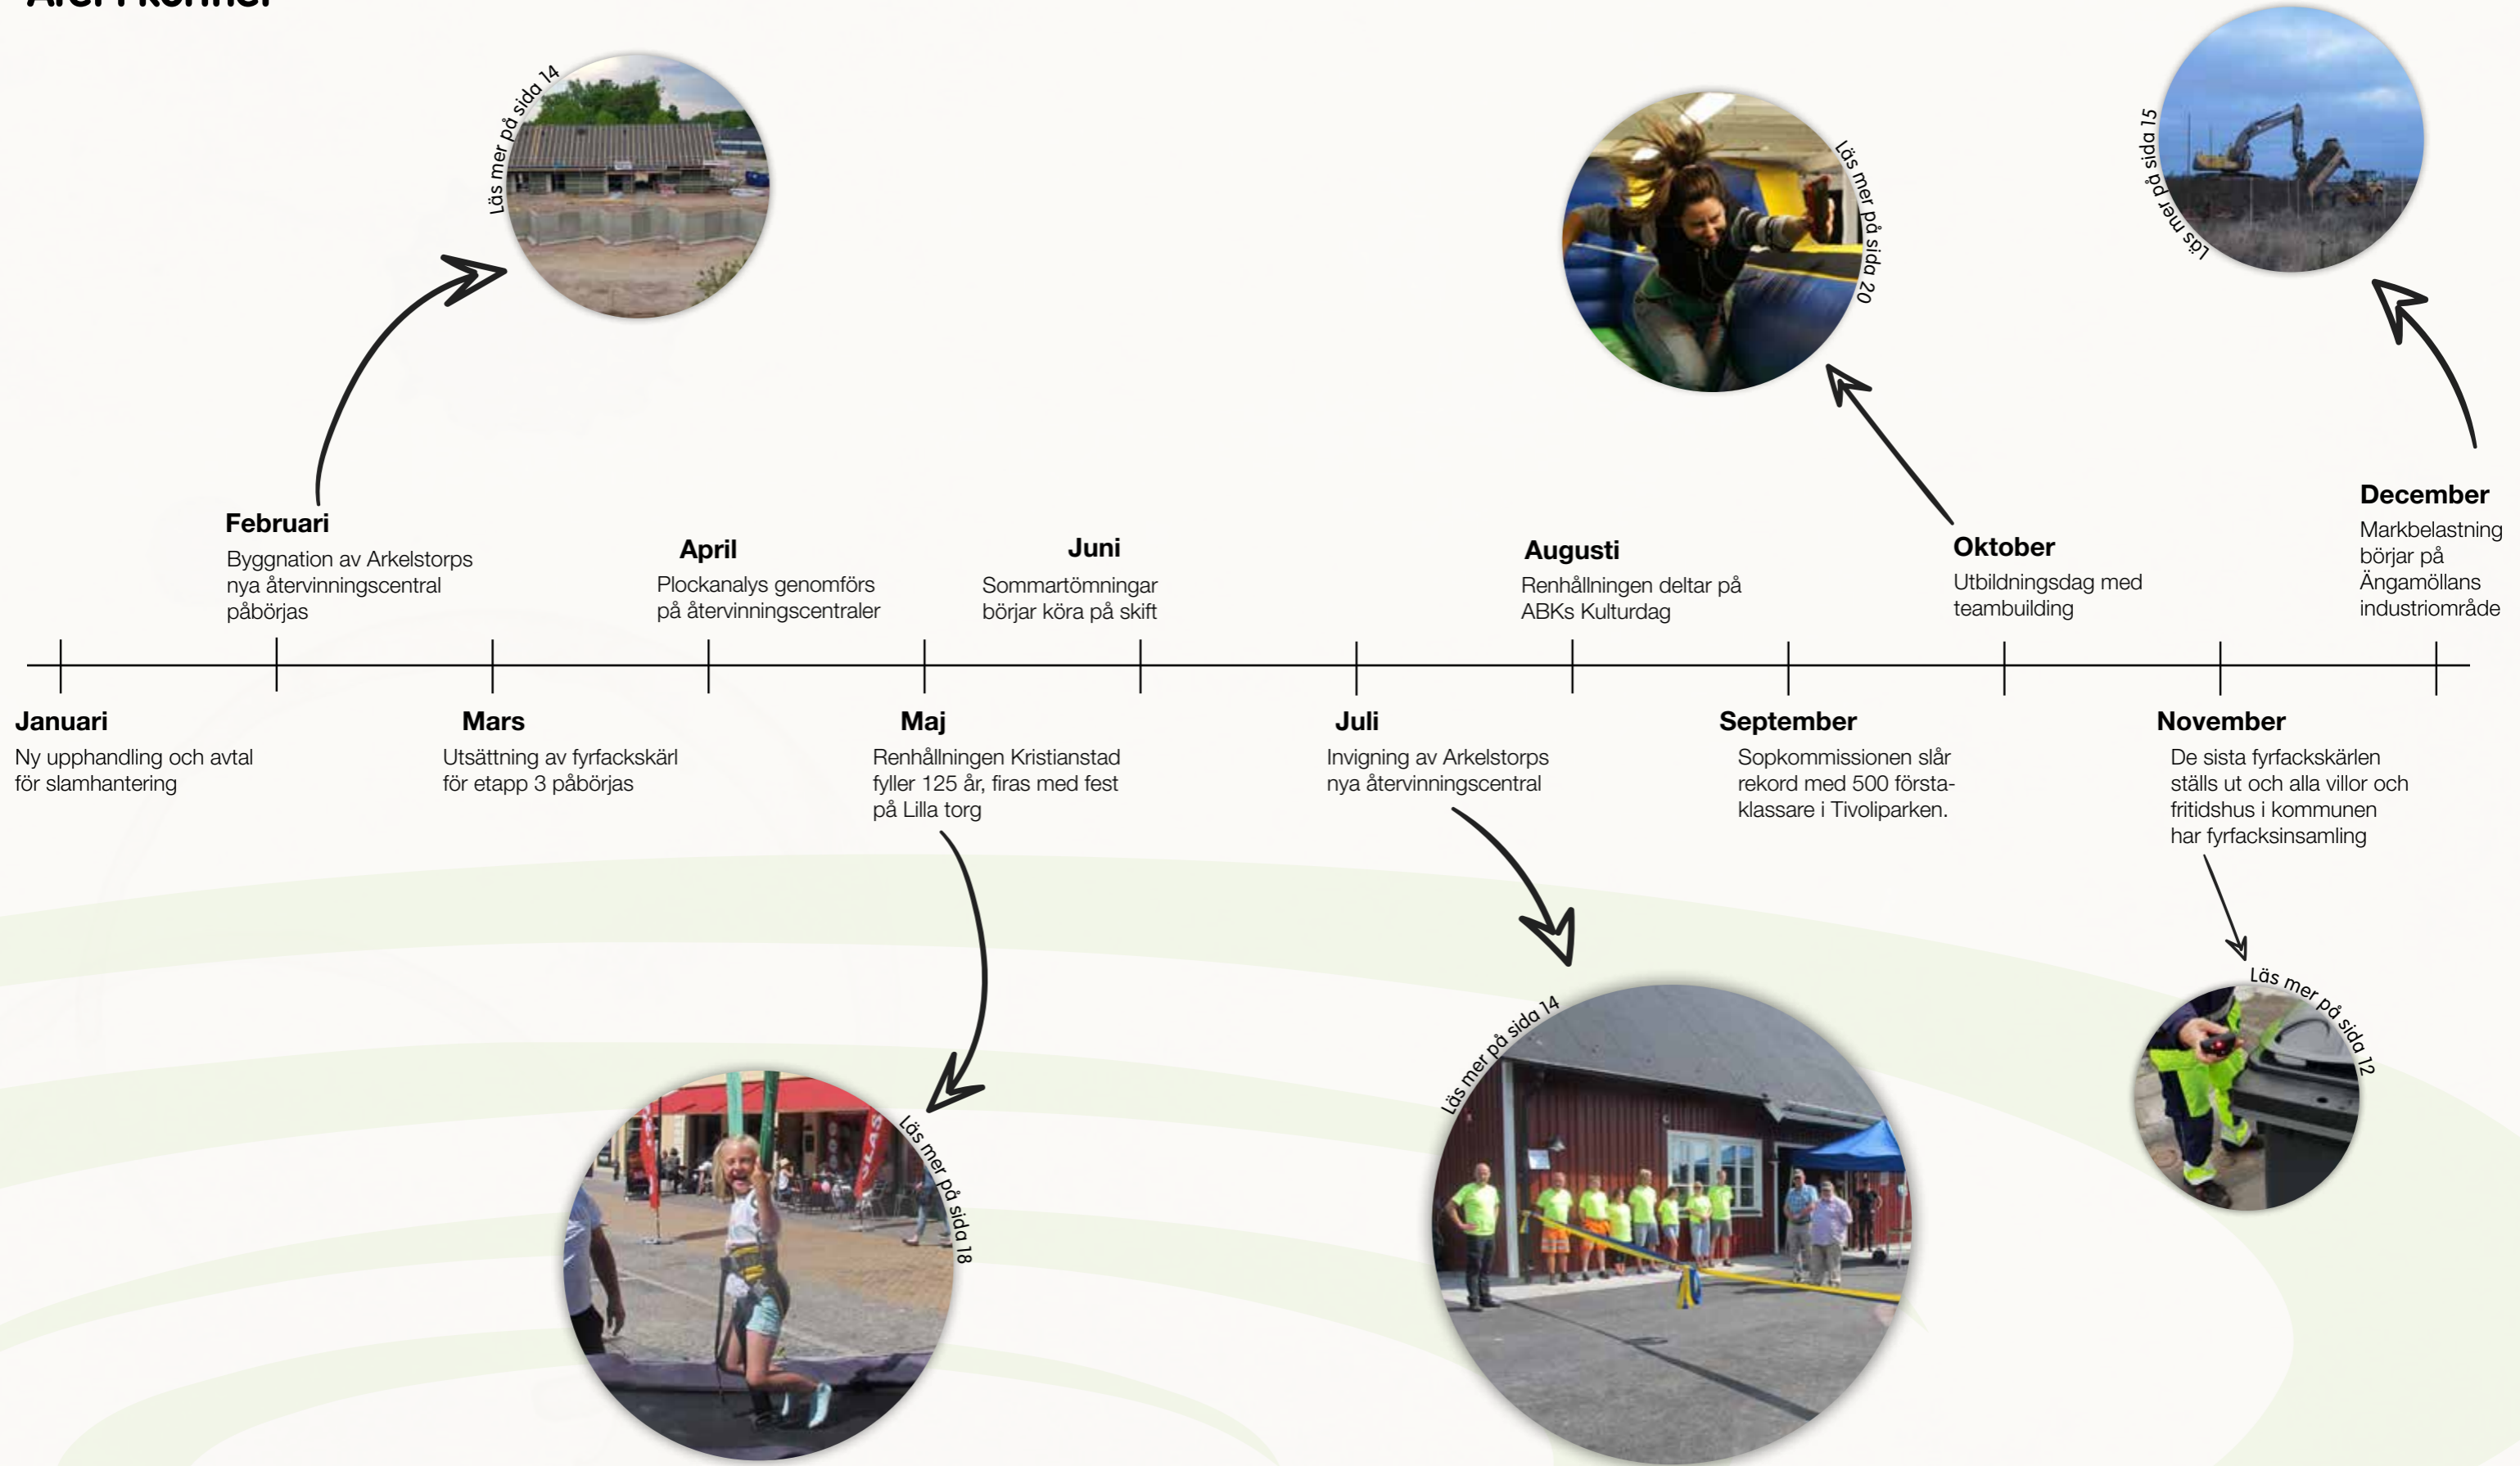 Läs mer på sida 14
Läs mer på sida 20
Läs mer på sida 15
Februari
Byggnation av Arkelstorps
nya återvinningscentral
påbörjas
April
Plockanalys genomförs
på återvinningscentraler
Juni
Sommartömningar
börjar köra på skift
Augusti
Renhållningen deltar på
ABKs Kulturdag
Oktober
Utbildningsdag med
teambuilding
December
Markbelastning
börjar på
Ängamöllans
industriområde
Januari
Ny upphandling och avtal
för slamhantering
Mars
Utsättning av fyrfackskärl
för etapp 3 påbörjas
Maj
Renhållningen Kristianstad
fyller 125 år, firas med fest
på Lilla torg
Juli
Invigning av Arkelstorps
nya återvinningscentral
September
Sopkommissionen slår
rekord med 500 första-
klassare i Tivoliparken.
November
De sista fyrfackskärlen
ställs ut och alla villor och
fritidshus i kommunen
har fyrfacksinsamling
Läs mer på sida 18
Läs mer på sida 14
Läs mer på sida 12
GLASS